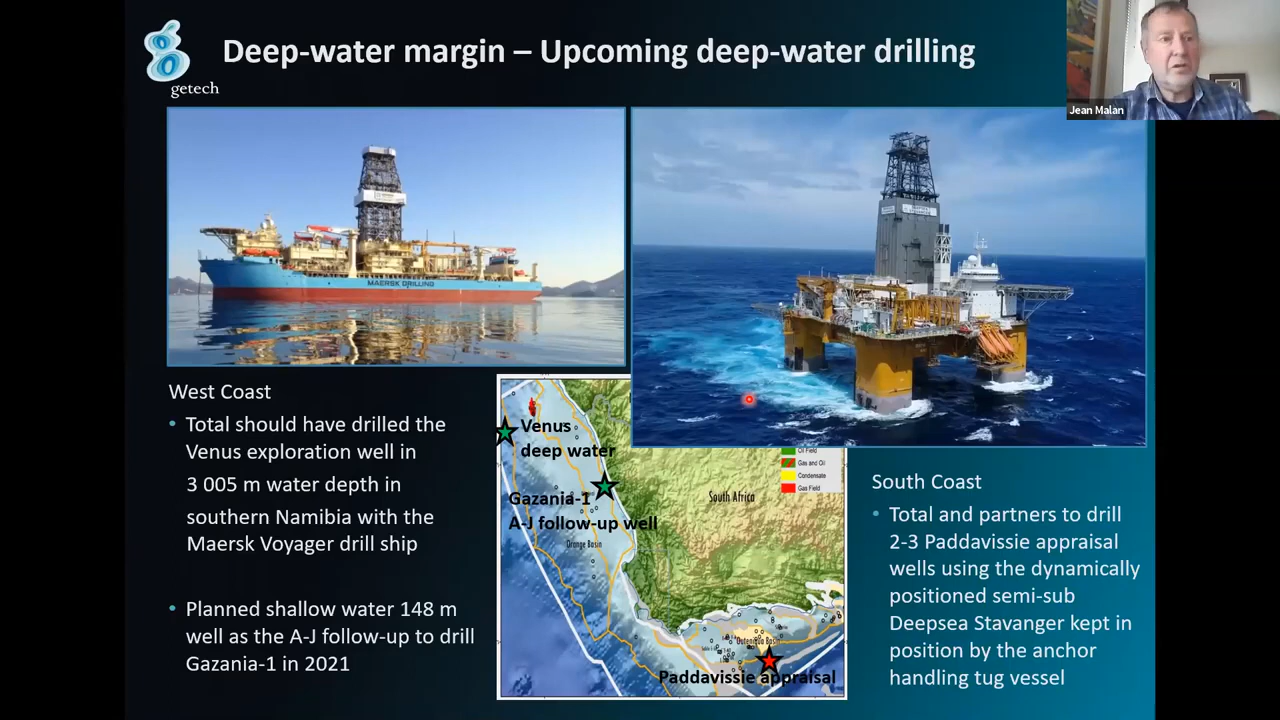 getech
Deep-water margin – Upcoming deep-water drilling
Jean Malan
MAERSK DRILLING
West Coast
• Total should have drilled the
Venus exploration well in
3 005 m water depth in
southern Namibia with the
Maersk Voyager drill ship
• Planned shallow water 148 m
well as the A-J follow-up to drill
Gazania-1 in 2021
Venus
deep water
Gazania-1
A-J follow-up well
Orange Basin
South Africa
Oil Field
Gas and Oil
Condensate
Gas Field
Outeniqua Basin
Paddavissie appraisal
South Coast
• Total and partners to drill
2-3 Paddavissie appraisal
wells using the dynamically
positioned semi-sub
Deepsea Stavanger kept in
position by the anchor
handling tug vessel